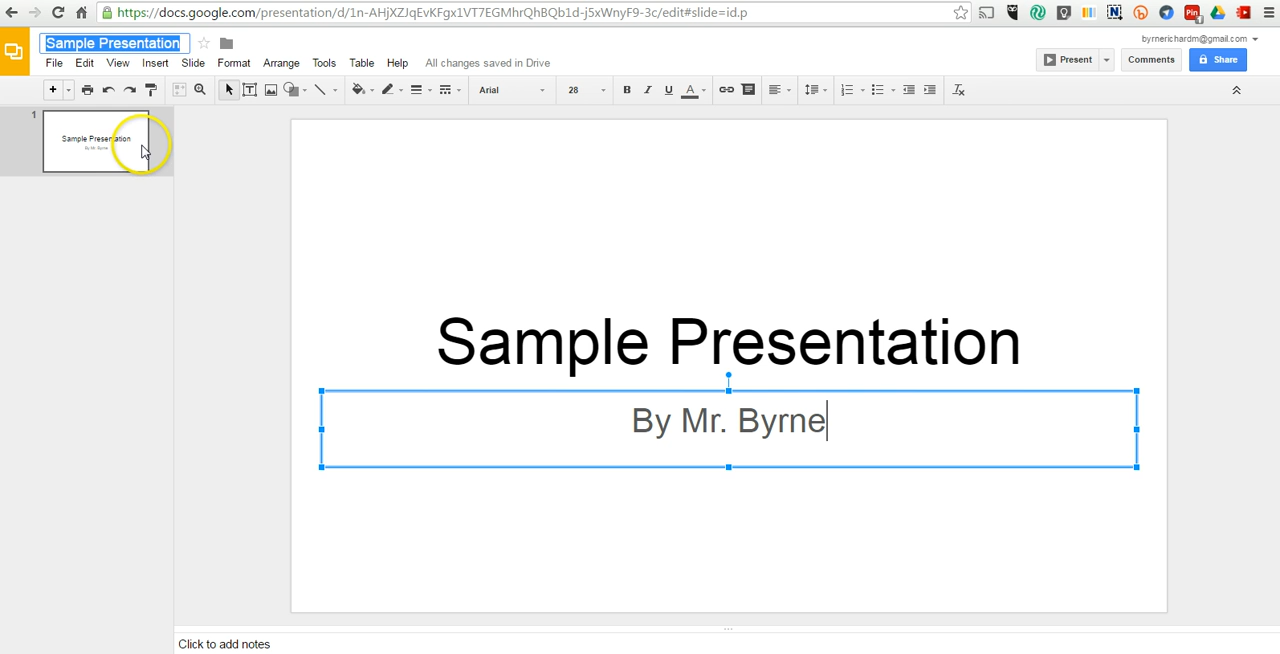 https://docs.google.com/presentation/d/1n-AHjXZJqEvKFgx1VT7EGMhrQhBQb1d-j5xWnyF9-3c/edit#slide=id.p
Sample Presentation
byrnerichardm@gmail.com
File Edit View Insert Slide Format Arrange Tools Table Help All changes saved in Drive
Present Comments Share
Arial 28 B I U A
1
Sample Presentation
By Mr. Byrne
Sample Presentation
By Mr. Byrne
Click to add notes